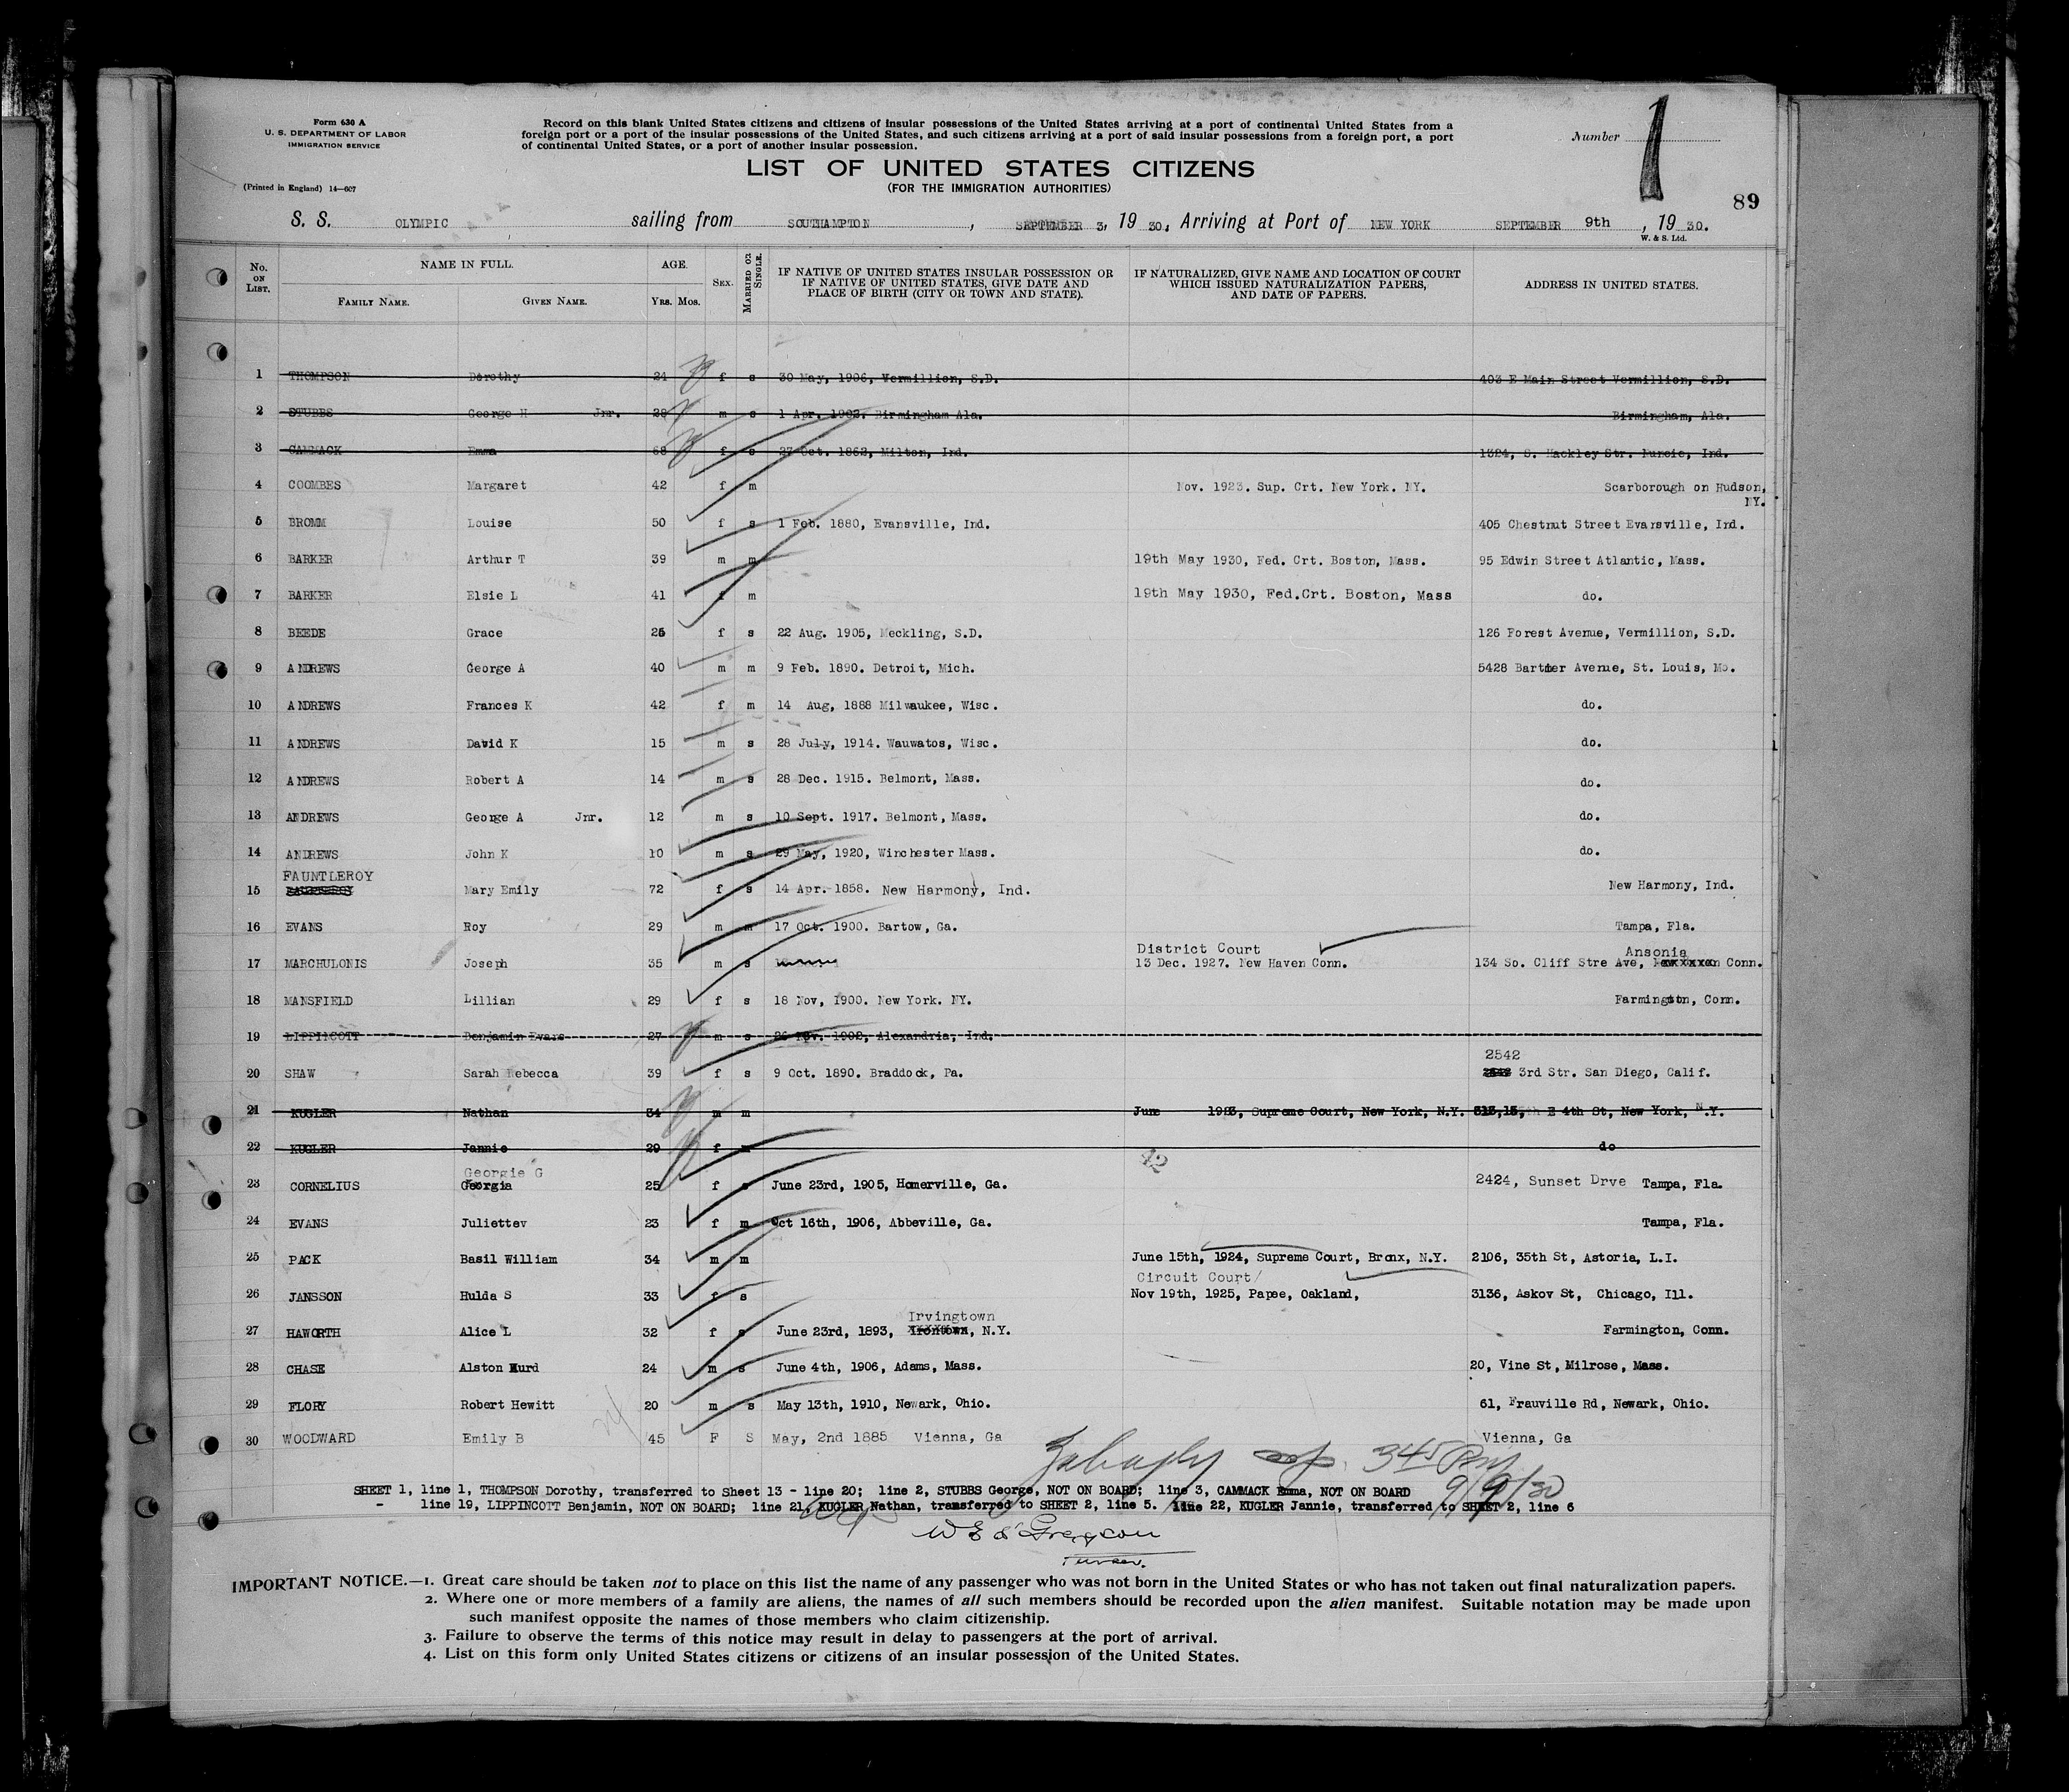 Form 630 A
U. S. DEPARTMENT OF LABOR
IMMIGRATION SERVICE
(Printed in England) 14—607
Record on this blank United States citizens and citizens of insular possessions of the United States arriving at a port of continental United States from a
foreign port or a port of the insular possessions of the United States, and such citizens arriving at a port of said insular possessions from a foreign port, a port
of continental United States, or a port of another insular possession.
Number 1
LIST OF UNITED STATES CITIZENS
(FOR THE IMMIGRATION AUTHORITIES)
89
S. S. OLYMPIC sailing from SOUTHAMPTON, SEPTEMBER 3, 19 30, Arriving at Port of NEW YORK SEPTEMBER 9th, 19 30.
W. & S. Ltd.
No. ON LIST. NAME IN FULL. AGE. SEX. MARRIED OR SINGLE. IF NATIVE OF UNITED STATES INSULAR POSSESSION OR IF NATIVE OF UNITED STATES, GIVE DATE AND PLACE OF BIRTH (CITY OR TOWN AND STATE). IF NATURALIZED, GIVE NAME AND LOCATION OF COURT WHICH ISSUED NATURALIZATION PAPERS, AND DATE OF PAPERS. ADDRESS IN UNITED STATES.
FAMILY NAME. GIVEN NAME. YRS. MOS.
1 THOMPSON Dorothy 24 f s 30 May, 1906, Vermillion, S.D. 403 E Main Street Vermillion, S.D.
2 STUBBS George H Jnr. 28 m s 1 Apr. 1902. Birmingham Ala. Birmingham, Ala.
3 CAMMACK Emma 68 f s 27 Oct. 1862, Milton, Ind. 1324, S. Hackley Str. Muncie, Ind.
4 COOMBES Margaret 42 f m Nov. 1923. Sup. Crt. New York. NY. Scarborough on Hudson,
NY.
5 BROMM Louise 50 f s 1 Feb. 1880, Evansville, Ind. 405 Chestnut Street Evansville, Ind.
6 BARKER Arthur T 39 m m 19th May 1930, Fed. Crt. Boston, Mass. 95 Edwin Street Atlantic, Mass.
7 BARKER Elsie L 41 f m 19th May 1930, Fed.Crt. Boston, Mass do.
8 BEEDE Grace 25 f s 22 Aug. 1905, Meckling, S.D. 126 Forest Avenue, Vermillion, S.D.
9 ANDREWS George A 40 m m 9 Feb. 1890. Detroit, Mich. 5428 Bartmer Avenue, St. Louis, Mo.
10 ANDREWS Frances K 42 f m 14 Aug, 1888 Milwaukee, Wisc. do.
11 ANDREWS David K 15 m s 28 July, 1914. Wauwatos, Wisc. do.
12 ANDREWS Robert A 14 m s 28 Dec. 1915. Belmont, Mass. do.
13 ANDREWS George A Jnr. 12 m s 10 Sept. 1917. Belmont, Mass. do.
14 ANDREWS John K 10 m s 29 May, 1920, Winchester Mass. do.
FAUNTLEROY
15 Mary Emily 72 f s 14 Apr. 1858. New Harmony, Ind. New Harmony, Ind.
16 EVANS Roy 29 m m 17 Oct. 1900. Bartow, Ga. Tampa, Fla.
District Court Ansonia
17 MARCHULONIS Joseph 35 m s 13 Dec. 1927. New Haven Conn. 134 So. Cliff Stre Ave, Conn.
18 MANSFIELD Lillian 29 f s 18 Nov, 1900. New York. NY. Farmington, Conn.
19 LIPPINCOTT Benjamin Evans 27 m s 26 Nov. 1902, Alexandria, Ind.
2542
20 SHAW Sarah Rebecca 39 f s 9 Oct. 1890. Braddock, Pa. 3rd Str. San Diego, Calif.
21 KUGLER Nathan 34 m m June 1923, Supreme Court, New York, N.Y. 313,15, E 4th St, New York, N.Y.
22 KUGLER Jannie 29 f m do
Georgie G 42
23 CORNELIUS Georgia 25 f s June 23rd, 1905, Homerville, Ga. 2424, Sunset Drve Tampa, Fla.
24 EVANS Juliettev 23 f m Oct 16th, 1906, Abbeville, Ga. Tampa, Fla.
25 PACK Basil William 34 m m June 15th, 1924, Supreme Court, Bronx, N.Y. 2106, 35th St, Astoria, L.I.
Circuit Court/
26 JANSSON Hulda S 33 f s Nov 19th, 1925, Papee, Oakland, 3136, Askov St, Chicago, Ill.
Irvingtown
27 HAWORTH Alice L 32 f s June 23rd, 1893, Irontown, N.Y. Farmington, Conn.
28 CHASE Alston Hurd 24 m s June 4th, 1906, Adams, Mass. 20, Vine St, Milrose, Mass.
29 FLORY Robert Hewitt 20 m s May 13th, 1910, Newark, Ohio. 61, Frauville Rd, Newark, Ohio.
30 WOODWARD Emily B 45 F S May, 2nd 1885 Vienna, Ga Vienna, Ga
345 Pm
9/9/30
SHEET 1, line 1, THOMPSON Dorothy, transferred to Sheet 13 - line 20; line 2, STUBBS George, NOT ON BOARD; line 3, CAMMACK Emma, NOT ON BOARD
- line 19, LIPPINCOTT Benjamin, NOT ON BOARD; line 21, KUGLER Nathan, transferred to SHEET 2, line 5. line 22, KUGLER Jannie, transferred to SHEET 2, line 6
Purser.
IMPORTANT NOTICE.—1. Great care should be taken not to place on this list the name of any passenger who was not born in the United States or who has not taken out final naturalization papers.
2. Where one or more members of a family are aliens, the names of all such members should be recorded upon the alien manifest. Suitable notation may be made upon
such manifest opposite the names of those members who claim citizenship.
3. Failure to observe the terms of this notice may result in delay to passengers at the port of arrival.
4. List on this form only United States citizens or citizens of an insular possession of the United States.